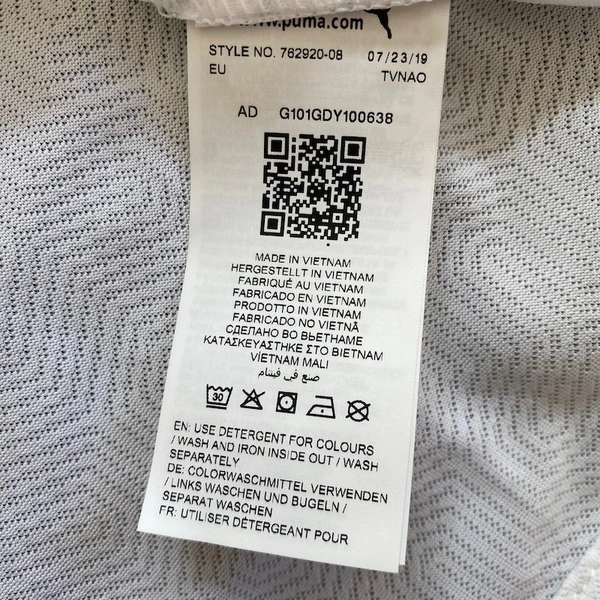 www.puma.com
STYLE NO. 762920-08 07/23/19
EU TVNAO
AD G101GDY100638
MADE IN VIETNAM
HERGESTELLT IN VIETNAM
FABRIQUÉ AU VIETNAM
FABRICADO EN VIETNAM
PRODOTTO IN VIETNAM
FABRICADO NO VIETNÃ
СДЕЛАНО ВО ВЬЕТНАМЕ
ΚΑΤΑΣΚΕΥΑΣΤΗΚΕ ΣΤΟ ΒΙΕΤΝΑΜ
VİETNAM MALI
صنع في فيتنام
30
EN: USE DETERGENT FOR COLOURS
/ WASH AND IRON INSIDE OUT / WASH
SEPARATELY
DE: COLORWASCHMITTEL VERWENDEN
/ LINKS WASCHEN UND BÜGELN /
SEPARAT WASCHEN
FR: UTILISER DÉTERGEANT POUR